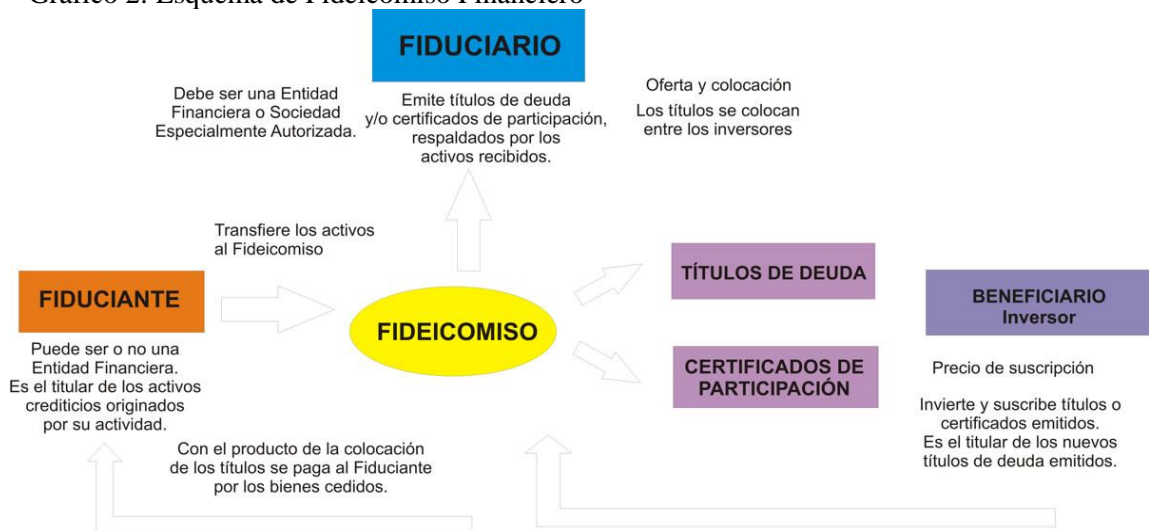 Gráfico 2: Esquema de Fideicomiso Financiero
FIDUCIARIO
Debe ser una Entidad
Financiera o Sociedad
Especialmente Autorizada.
Emite títulos de deuda
y/o certificados de participación,
respaldados por los
activos recibidos.
Oferta y colocación
Los títulos se colocan
entre los inversores
Transfiere los activos
al Fideicomiso
FIDUCIANTE
Puede ser o no una
Entidad Financiera.
Es el titular de los activos
crediticios originados
por su actividad.
FIDEICOMISO
TÍTULOS DE DEUDA
CERTIFICADOS DE
PARTICIPACIÓN
BENEFICIARIO
Inversor
Precio de suscripción
Invierte y suscribe títulos o
certificados emitidos.
Es el titular de los nuevos
títulos de deuda emitidos.
Con el producto de la colocación
de los títulos se paga al Fiduciante
por los bienes cedidos.